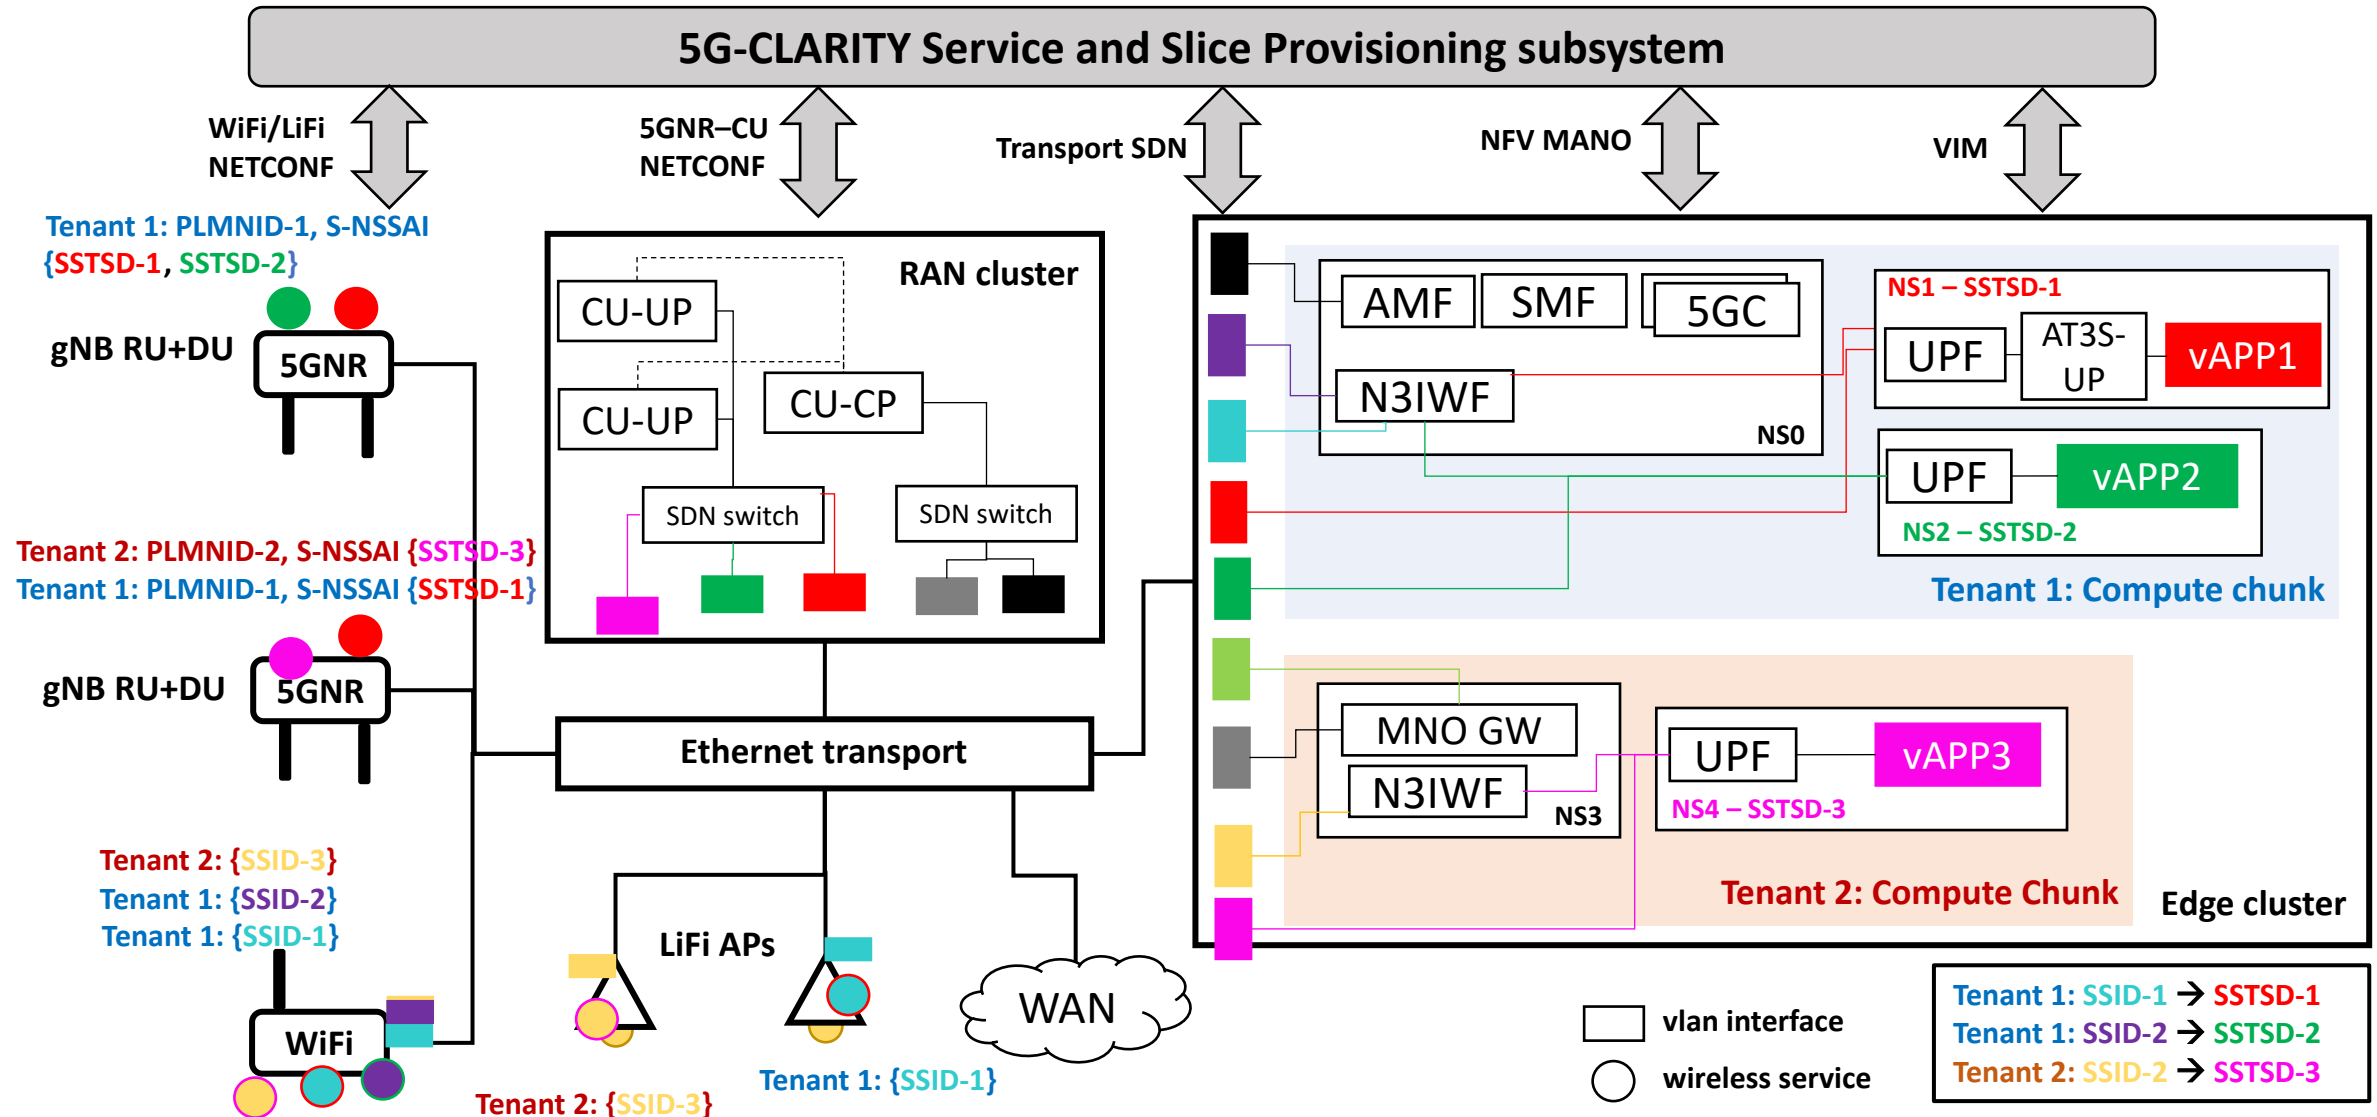 5G-CLARITY Service and Slice Provisioning subsystem
WiFi/LiFi
NETCONF
5GNR–CU
NETCONF
Transport SDN
NFV MANO
VIM
Tenant 1: PLMNID-1, S-NSSAI
{SSTSD-1, SSTSD-2}
gNB RU+DU
5GNR
Tenant 2: PLMNID-2, S-NSSAI {SSTSD-3}
Tenant 1: PLMNID-1, S-NSSAI {SSTSD-1}
gNB RU+DU
5GNR
Tenant 2: {SSID-3}
Tenant 1: {SSID-2}
Tenant 1: {SSID-1}
WiFi
RAN cluster
CU-UP
CU-UP
CU-CP
SDN switch
SDN switch
Ethernet transport
LiFi APs
Tenant 2: {SSID-3}
Tenant 1: {SSID-1}
WAN
AMF
SMF
5GC
N3IWF
NS0
NS1 – SSTSD-1
UPF
AT3S-
UP
vAPP1
UPF
vAPP2
NS2 – SSTSD-2
Tenant 1: Compute chunk
MNO GW
N3IWF
NS3
UPF
vAPP3
NS4 – SSTSD-3
Tenant 2: Compute Chunk
Edge cluster
vlan interface
wireless service
Tenant 1: SSID-1 → SSTSD-1
Tenant 1: SSID-2 → SSTSD-2
Tenant 2: SSID-2 → SSTSD-3